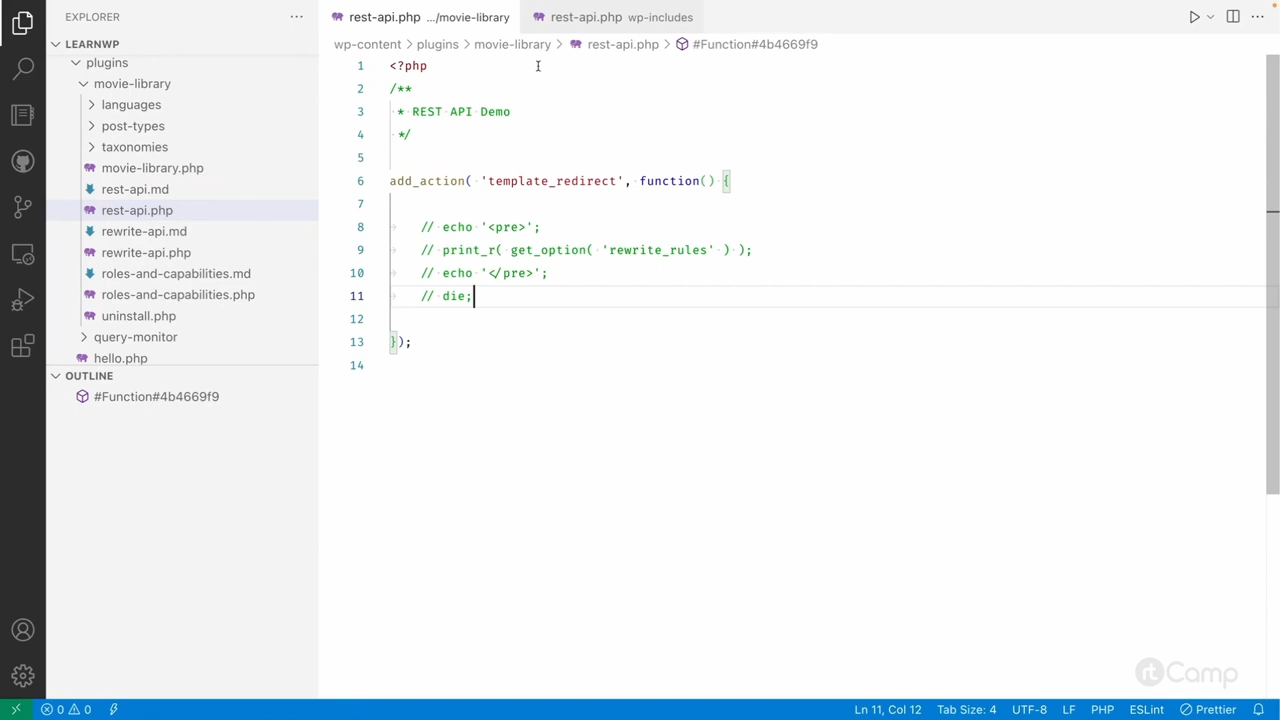 EXPLORER
LEARNWP
plugins
movie-library
languages
post-types
taxonomies
movie-library.php
rest-api.md
rest-api.php
rewrite-api.md
rewrite-api.php
roles-and-capabilities.md
roles-and-capabilities.php
uninstall.php
query-monitor
hello.php
OUTLINE
#Function#4b4669f9
rest-api.php .../movie-library
rest-api.php wp-includes
wp-content > plugins > movie-library > rest-api.php > #Function#4b4669f9
1 <?php
2 /**
3 * REST API Demo
4 */
5
6 add_action( 'template_redirect', function() {
7
8 // echo '<pre>';
9 // print_r( get_option( 'rewrite_rules' ) );
10 // echo '</pre>';
11 // die;
12
13 });
14
rtCamp
0 0
Ln 11, Col 12 Tab Size: 4 UTF-8 LF PHP ESLint Prettier